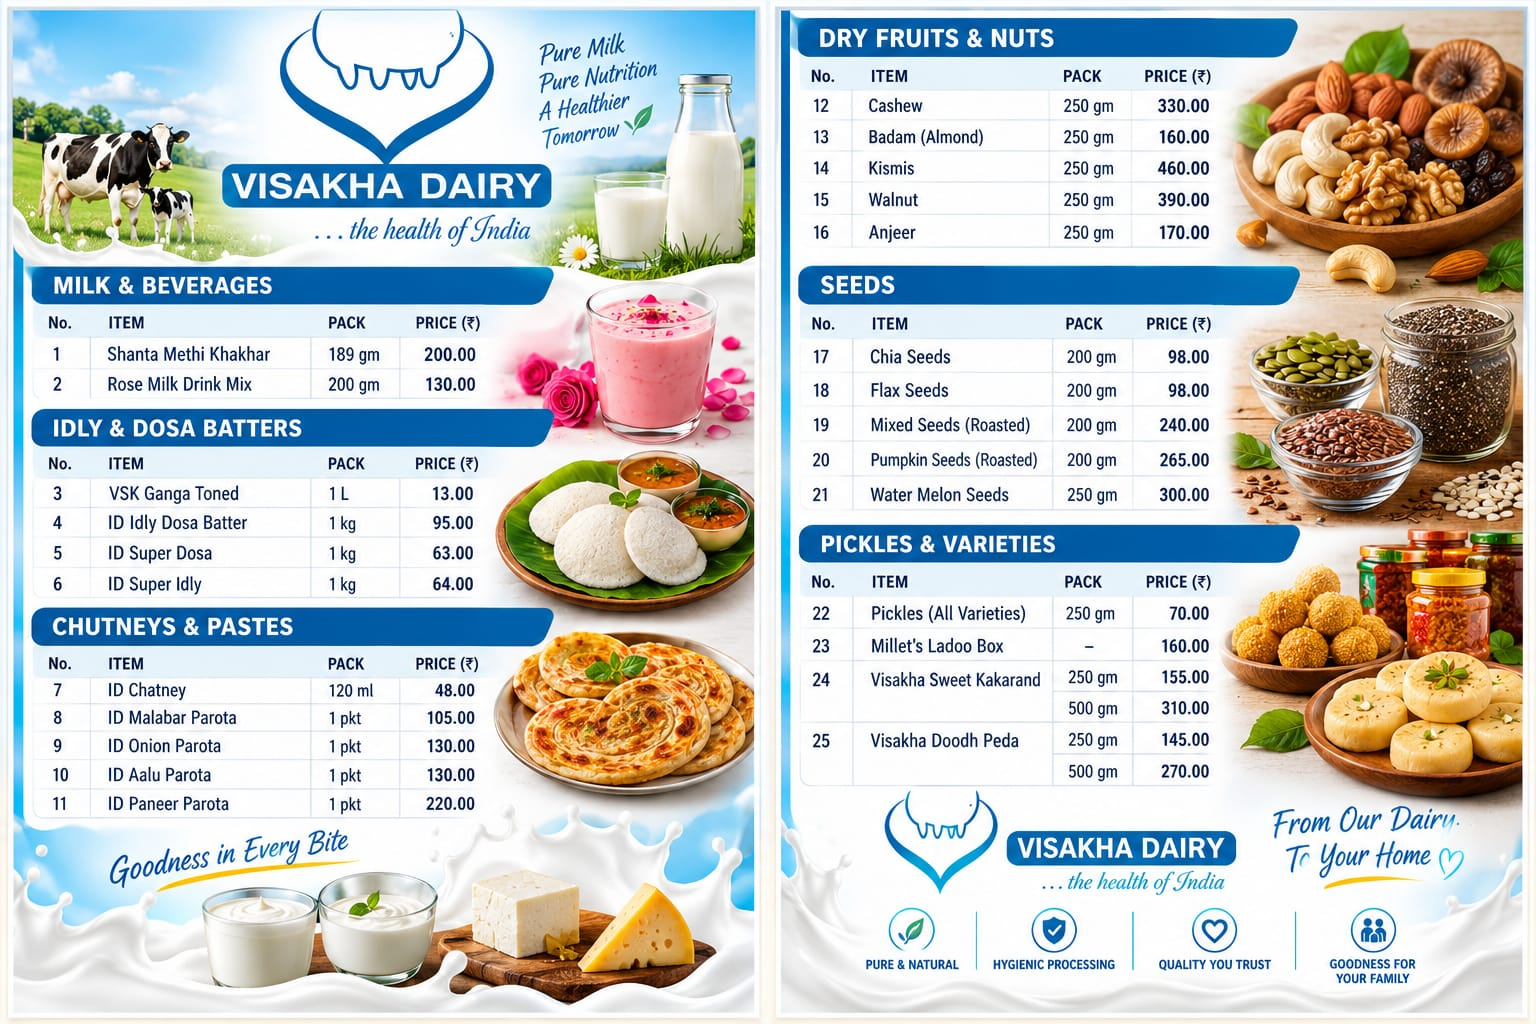 VISAKHA DAIRY
... the health of India
Pure Milk
Pure Nutrition
A Healthier
Tomorrow
MILK & BEVERAGES
No. ITEM PACK PRICE (₹)
1 Shanta Methi Khakhar 189 gm 200.00
2 Rose Milk Drink Mix 200 gm 130.00
IDLY & DOSA BATTERS
No. ITEM PACK PRICE (₹)
3 VSK Ganga Toned 1 L 13.00
4 ID Idly Dosa Batter 1 kg 95.00
5 ID Super Dosa 1 kg 63.00
6 ID Super Idly 1 kg 64.00
CHUTNEYS & PASTES
No. ITEM PACK PRICE (₹)
7 ID Chatney 120 ml 48.00
8 ID Malabar Parota 1 pkt 105.00
9 ID Onion Parota 1 pkt 130.00
10 ID Aalu Parota 1 pkt 130.00
11 ID Paneer Parota 1 pkt 220.00
Goodness in Every Bite
DRY FRUITS & NUTS
No. ITEM PACK PRICE (₹)
12 Cashew 250 gm 330.00
13 Badam (Almond) 250 gm 160.00
14 Kismis 250 gm 460.00
15 Walnut 250 gm 390.00
16 Anjeer 250 gm 170.00
SEEDS
No. ITEM PACK PRICE (₹)
17 Chia Seeds 200 gm 98.00
18 Flax Seeds 200 gm 98.00
19 Mixed Seeds (Roasted) 200 gm 240.00
20 Pumpkin Seeds (Roasted) 200 gm 265.00
21 Water Melon Seeds 250 gm 300.00
PICKLES & VARIETIES
No. ITEM PACK PRICE (₹)
22 Pickles (All Varieties) 250 gm 70.00
23 Millet's Ladoo Box – 160.00
24 Visakha Sweet Kakarand 250 gm 155.00
500 gm 310.00
25 Visakha Doodh Peda 250 gm 145.00
500 gm 270.00
VISAKHA DAIRY
... the health of India
From Our Dairy
To Your Home
PURE & NATURAL
HYGIENIC PROCESSING
QUALITY YOU TRUST
GOODNESS FOR
YOUR FAMILY